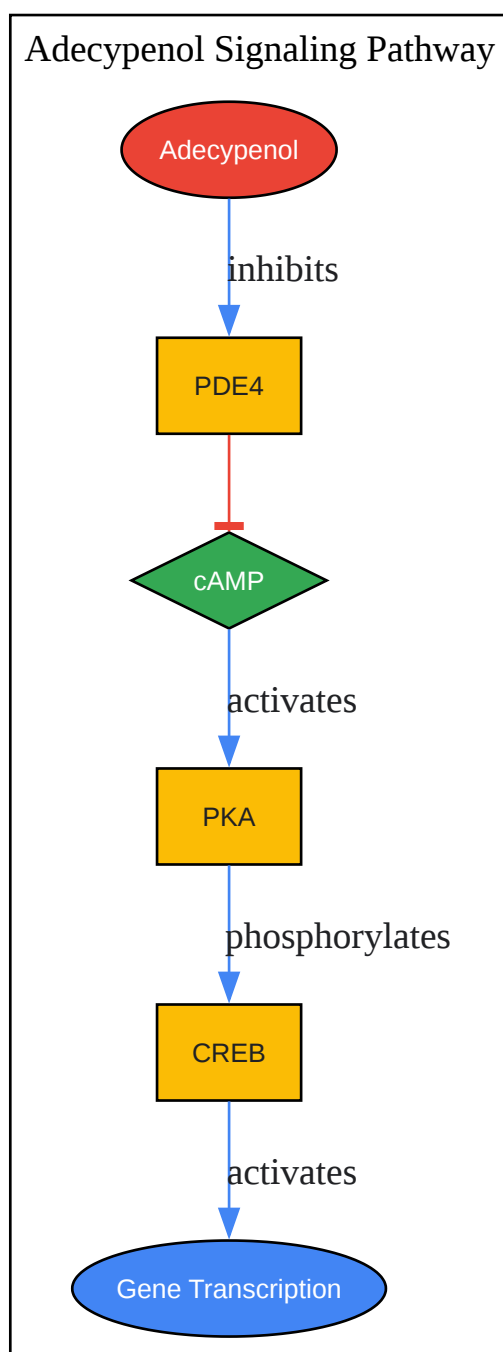 Adecypenol Signaling Pathway
Adecypenol
inhibits
PDE4
cAMP
activates
PKA
phosphorylates
CREB
activates
Gene Transcription